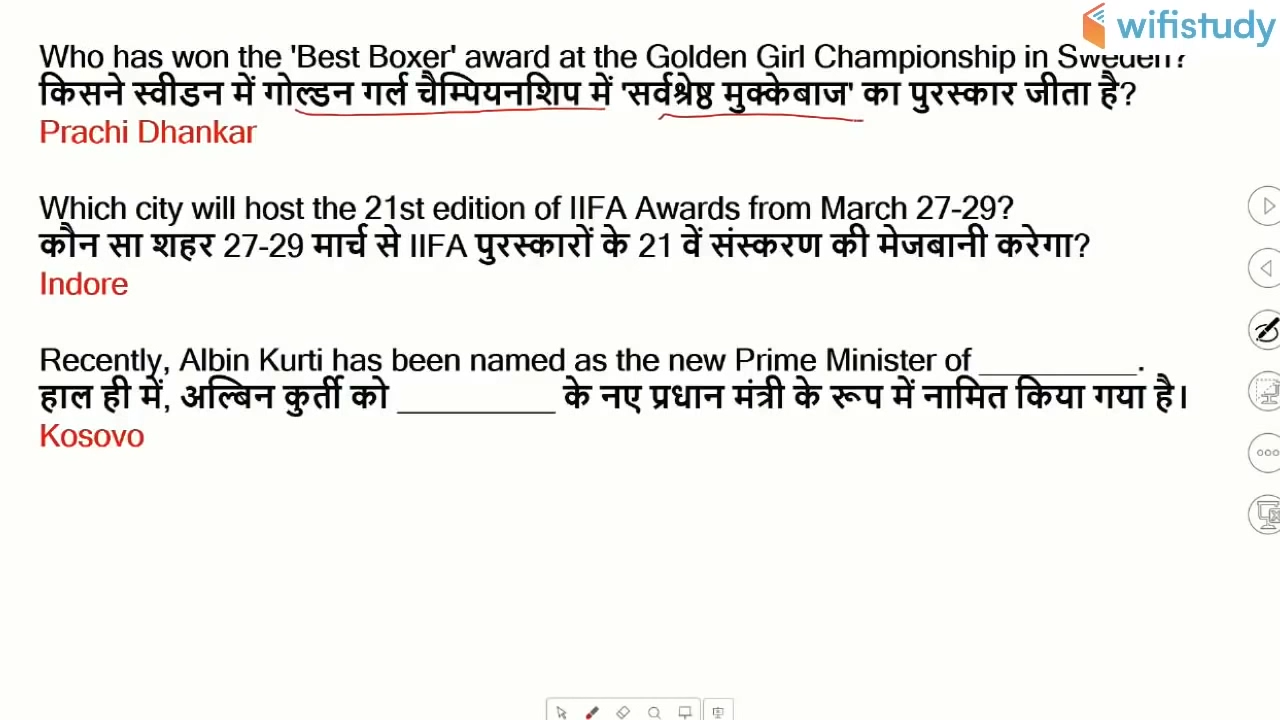 wifistudy
Who has won the 'Best Boxer' award at the Golden Girl Championship in Sweden?
किसने स्वीडन में गोल्डन गर्ल चैम्पियनशिप में 'सर्वश्रेष्ठ मुक्केबाज' का पुरस्कार जीता है?
Prachi Dhankar
Which city will host the 21st edition of IIFA Awards from March 27-29?
कौन सा शहर 27-29 मार्च से IIFA पुरस्कारों के 21 वें संस्करण की मेजबानी करेगा?
Indore
Recently, Albin Kurti has been named as the new Prime Minister of __________.
हाल ही में, अल्बिन कुर्ती को __________ के नए प्रधान मंत्री के रूप में नामित किया गया है।
Kosovo